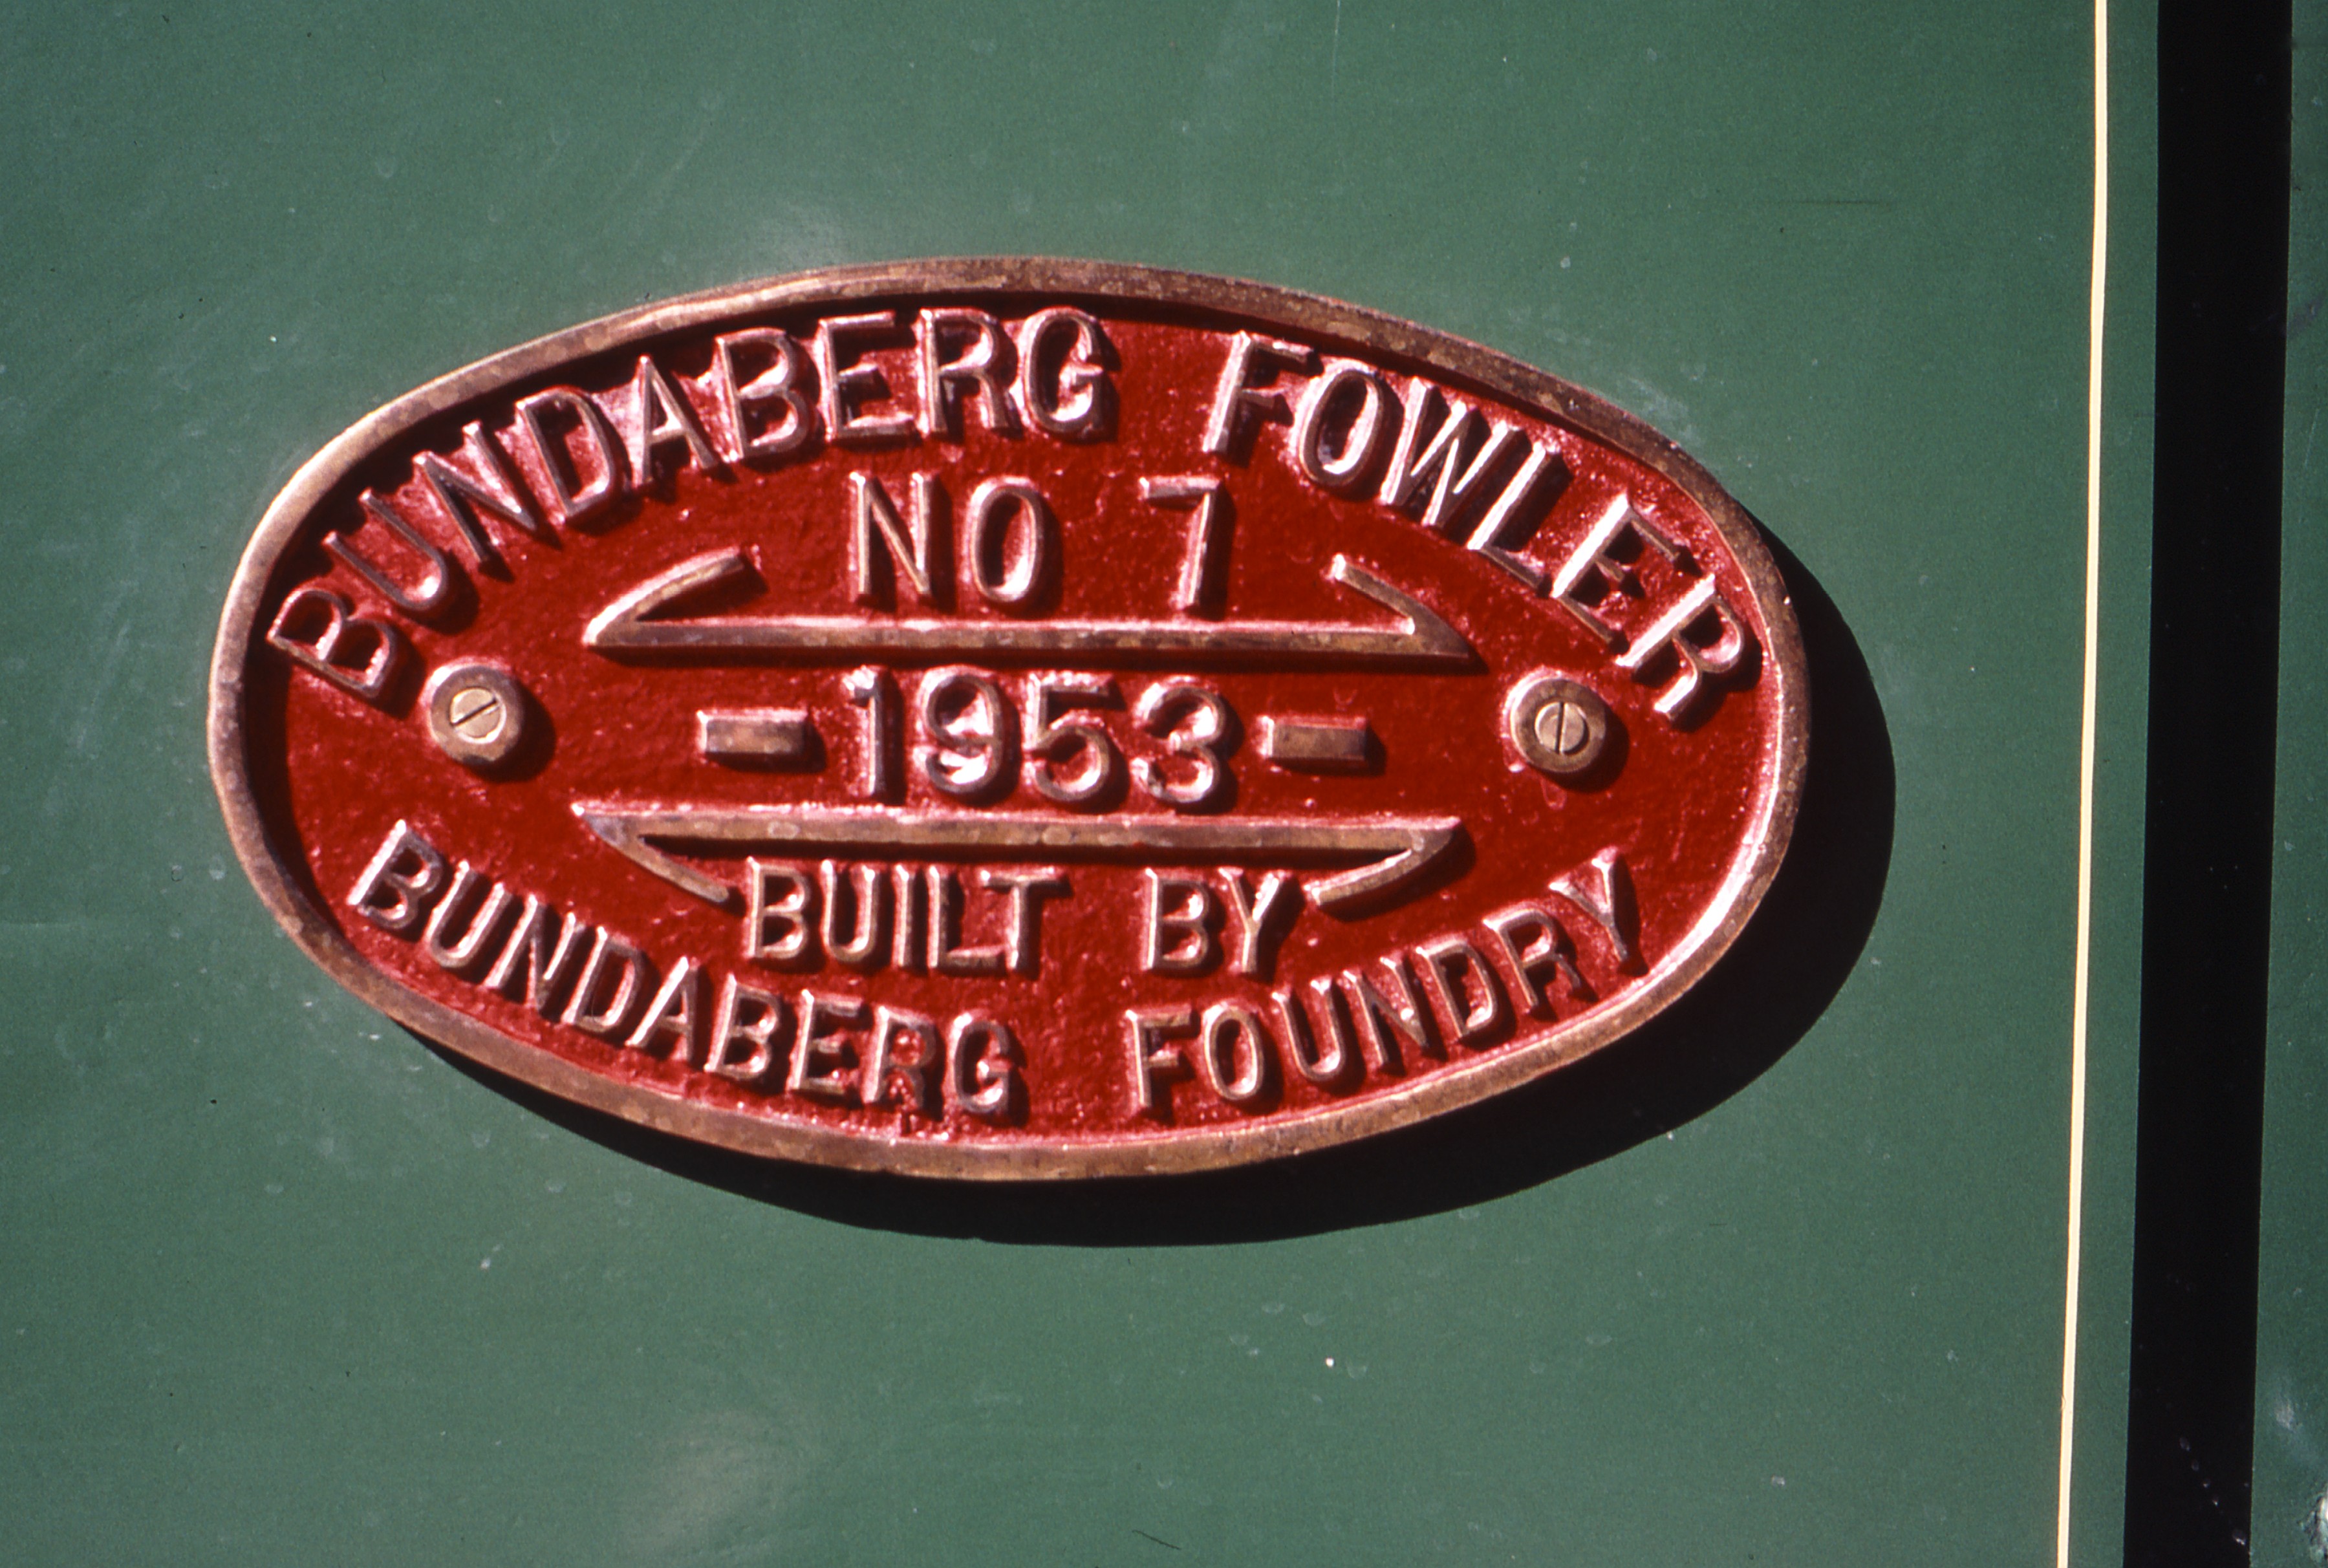 BUNDABERG FOWLER
NO 7
-1953-
BUILT BY
BUNDABERG FOUNDRY